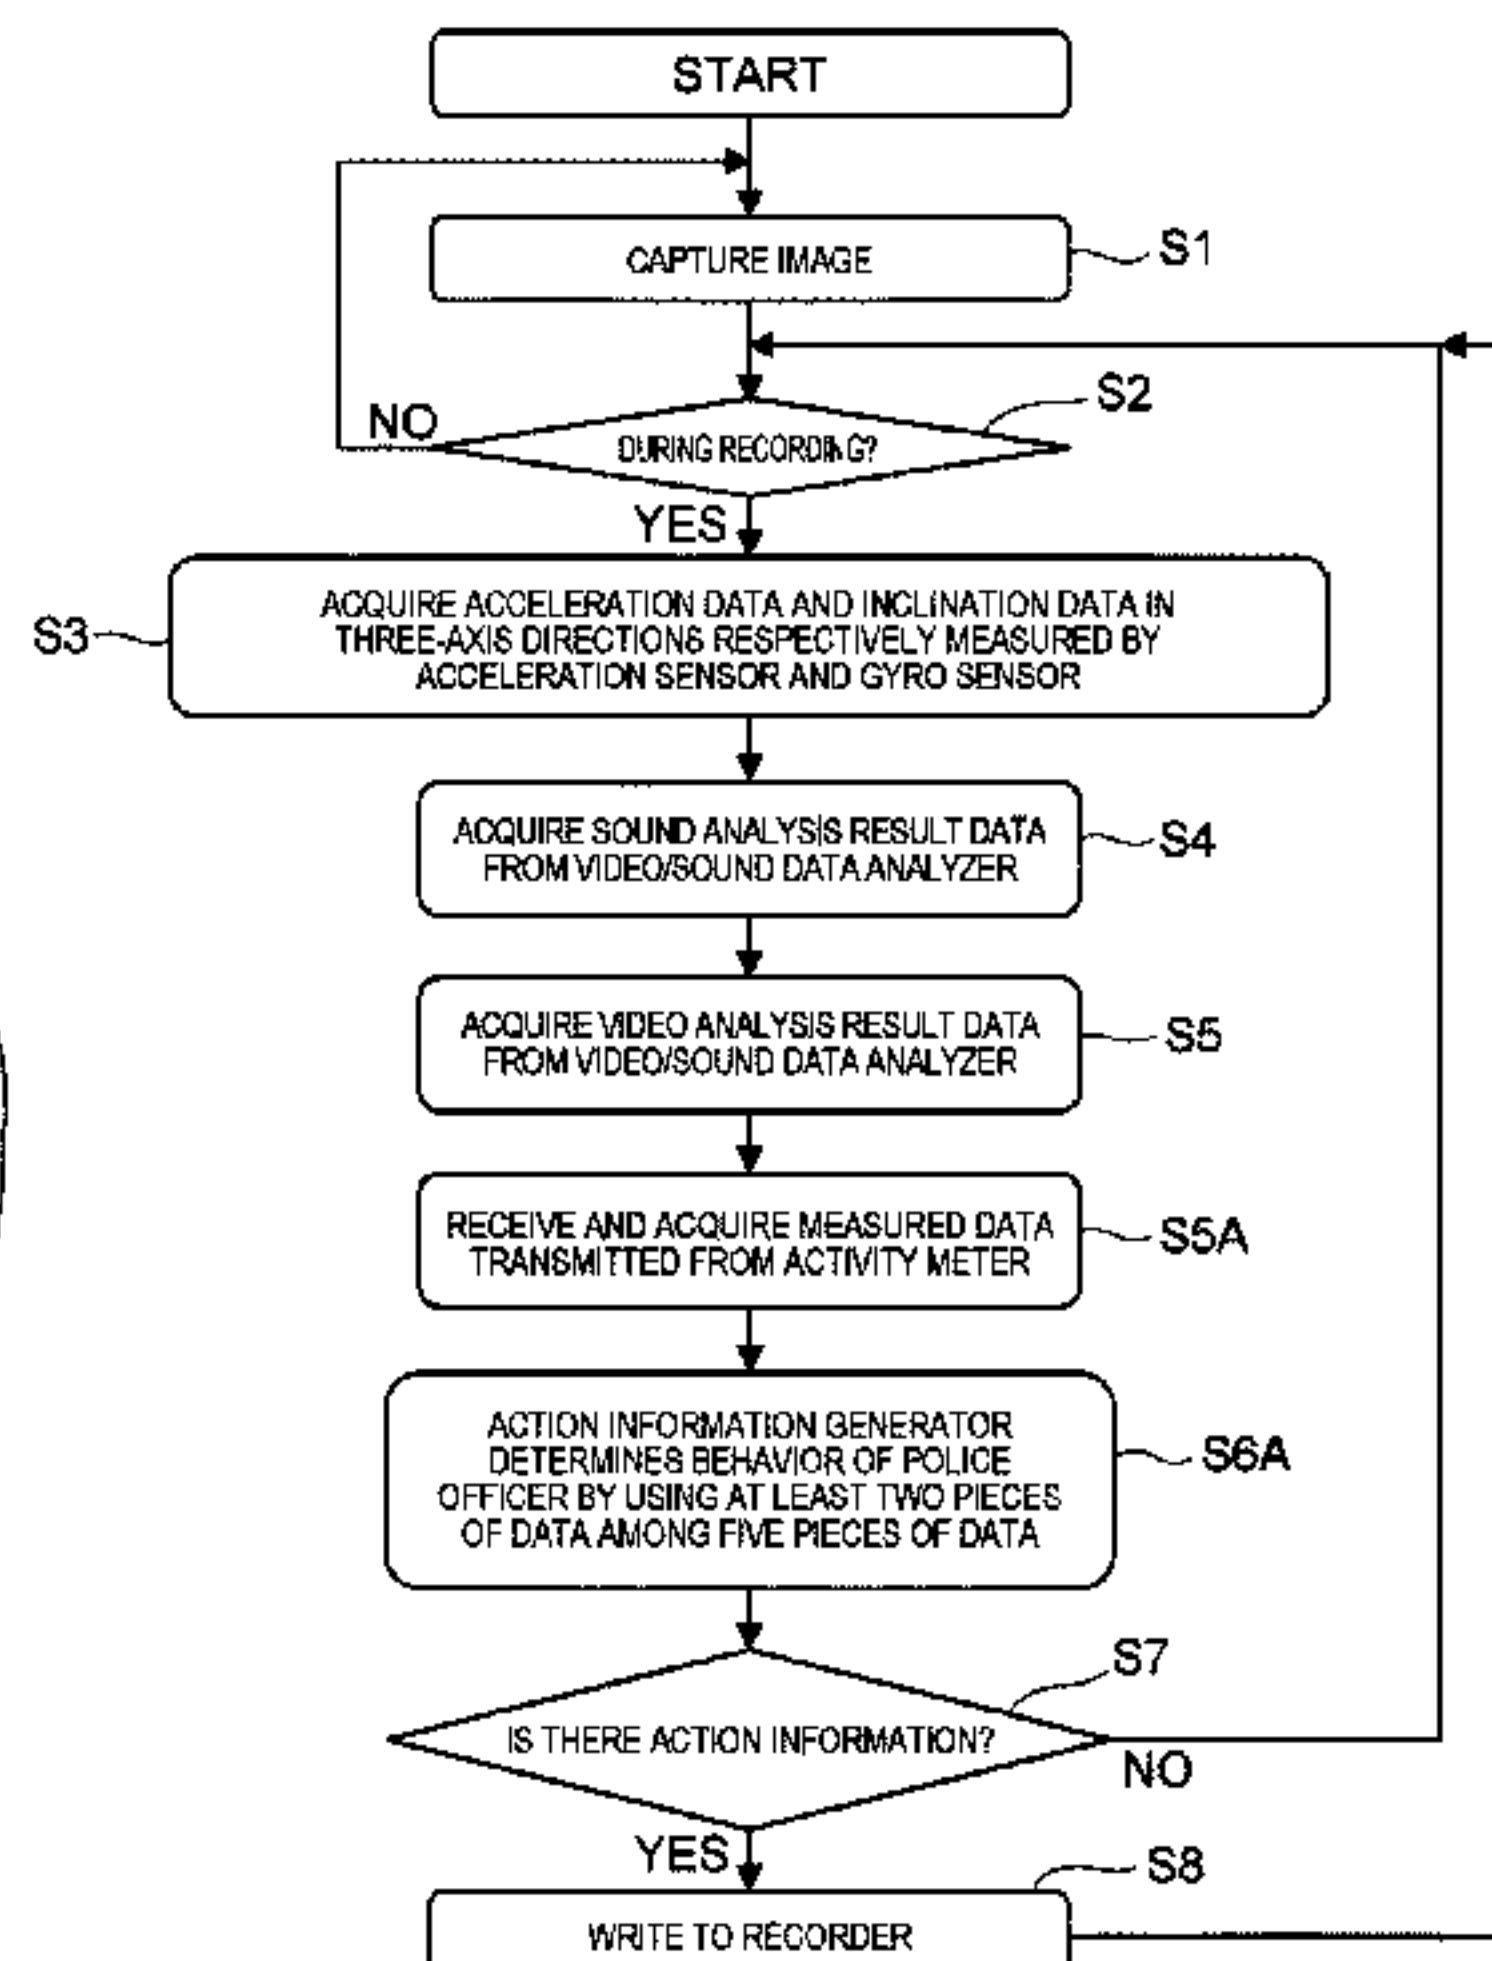 START
CAPTURE IMAGE
S1
S2
NO
DURING RECORDING?
YES
S3
ACQUIRE ACCELERATION DATA AND INCLINATION DATA IN
THREE-AXIS DIRECTIONS RESPECTIVELY MEASURED BY
ACCELERATION SENSOR AND GYRO SENSOR
ACQUIRE SOUND ANALYSIS RESULT DATA
FROM VIDEO/SOUND DATA ANALYZER
S4
ACQUIRE VIDEO ANALYSIS RESULT DATA
FROM VIDEO/SOUND DATA ANALYZER
S5
RECEIVE AND ACQUIRE MEASURED DATA
TRANSMITTED FROM ACTIVITY METER
S5A
ACTION INFORMATION GENERATOR
DETERMINES BEHAVIOR OF POLICE
OFFICER BY USING AT LEAST TWO PIECES
OF DATA AMONG FIVE PIECES OF DATA
S6A
S7
IS THERE ACTION INFORMATION?
NO
YES
S8
WRITE TO RECORDER